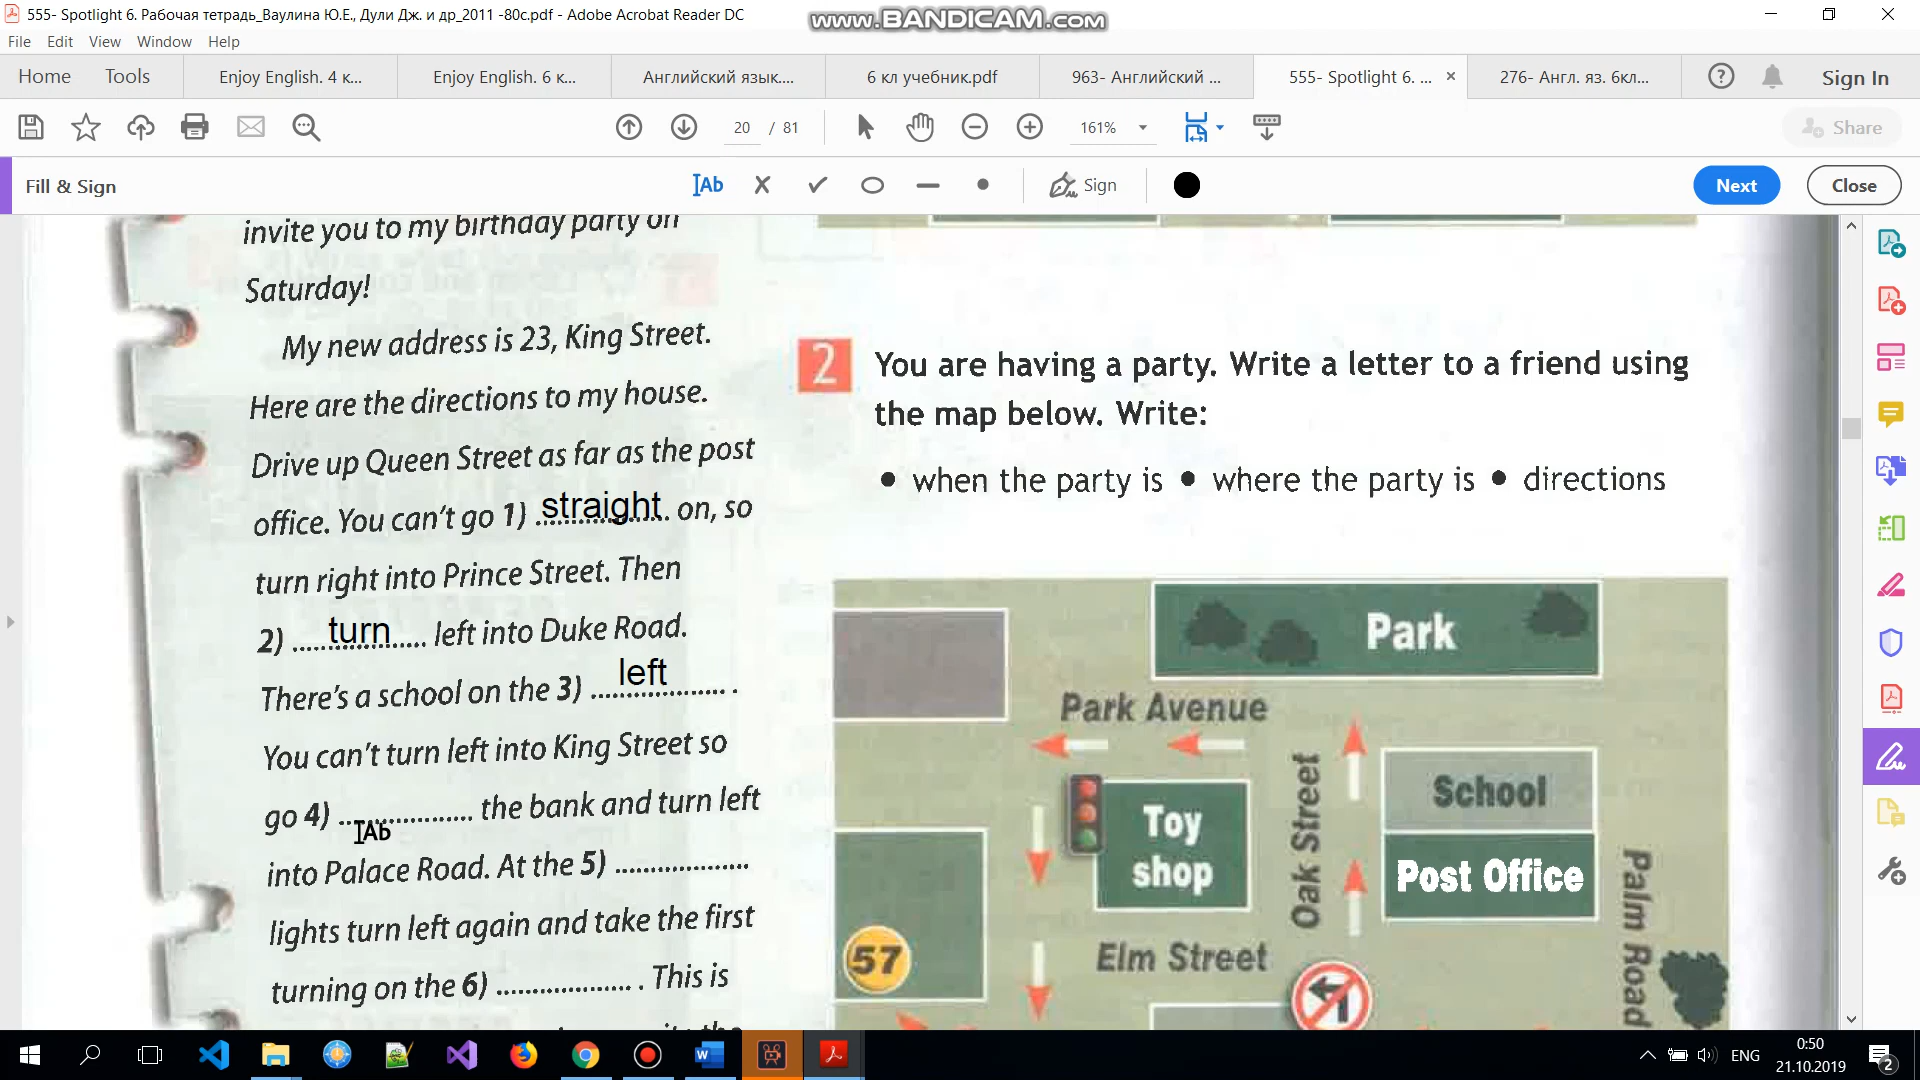 555- Spotlight 6. Рабочая тетрадь_Ваулина Ю.Е., Дули Дж. и др_2011 -80с.pdf - Adobe Acrobat Reader DC
www.BANDICAM.com
File Edit View Window Help
Home Tools Enjoy English. 4 к... Enjoy English. 6 к... Английский язык.... 6 кл учебник.pdf 963- Английский ... 555- Spotlight 6. ... × 276- Англ. яз. 6кл... Sign In
20 / 81 161% Share
Fill & Sign Ab Sign Next Close
invite you to my birthday party on
Saturday!
My new address is 23, King Street.
Here are the directions to my house.
Drive up Queen Street as far as the post
office. You can't go 1) straight on, so
turn right into Prince Street. Then
2) turn left into Duke Road.
There's a school on the 3) left .
You can't turn left into King Street so
go 4) .................. the bank and turn left
Ab
into Palace Road. At the 5) ..................
lights turn left again and take the first
turning on the 6) .................. . This is
2 You are having a party. Write a letter to a friend using
the map below. Write:
• when the party is • where the party is • directions
Park
Park Avenue
Toy
shop
Oak Street
School
Post Office
Palm Road
57
Elm Street
ENG
0:50
21.10.2019
2